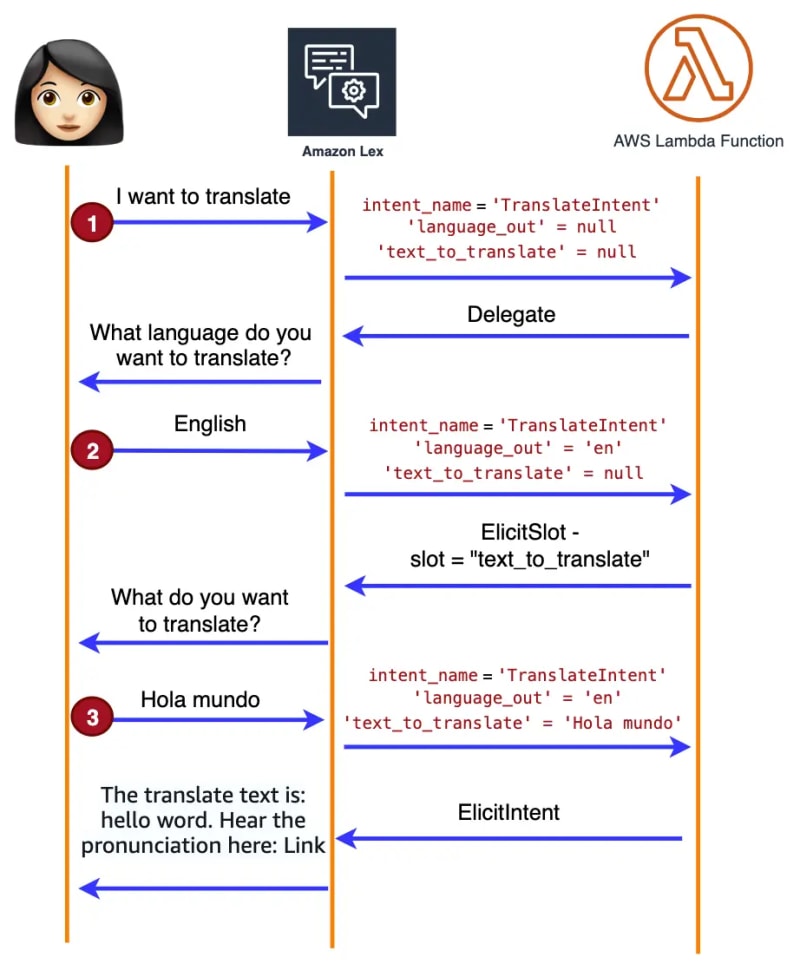 Amazon Lex
AWS Lambda Function
1
I want to translate
intent_name = 'TranslateIntent'
'language_out' = null
'text_to_translate' = null
Delegate
What language do you
want to translate?
2
English
intent_name = 'TranslateIntent'
'language_out' = 'en'
'text_to_translate' = null
ElicitSlot -
slot = "text_to_translate"
What do you want
to translate?
3
Hola mundo
intent_name = 'TranslateIntent'
'language_out' = 'en'
'text_to_translate' = 'Hola mundo'
ElicitIntent
The translate text is:
hello word. Hear the
pronunciation here: Link